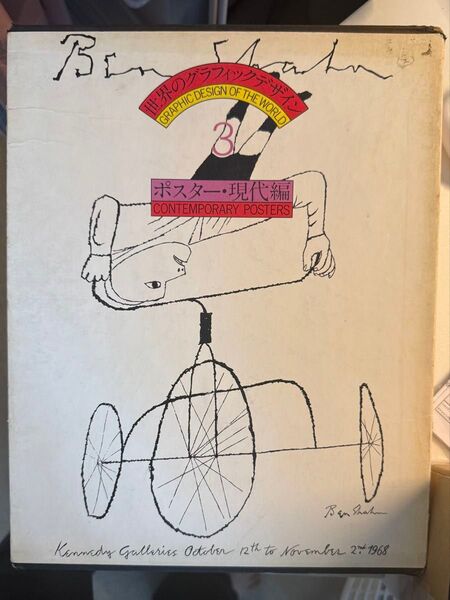 Ben Shahn
世界のグラフィックデザイン
GRAPHIC DESIGN OF THE WORLD
3
ポスター・現代編
CONTEMPORARY POSTERS
Ben Shahn
Kennedy Galleries October 12th to November 2nd 1968